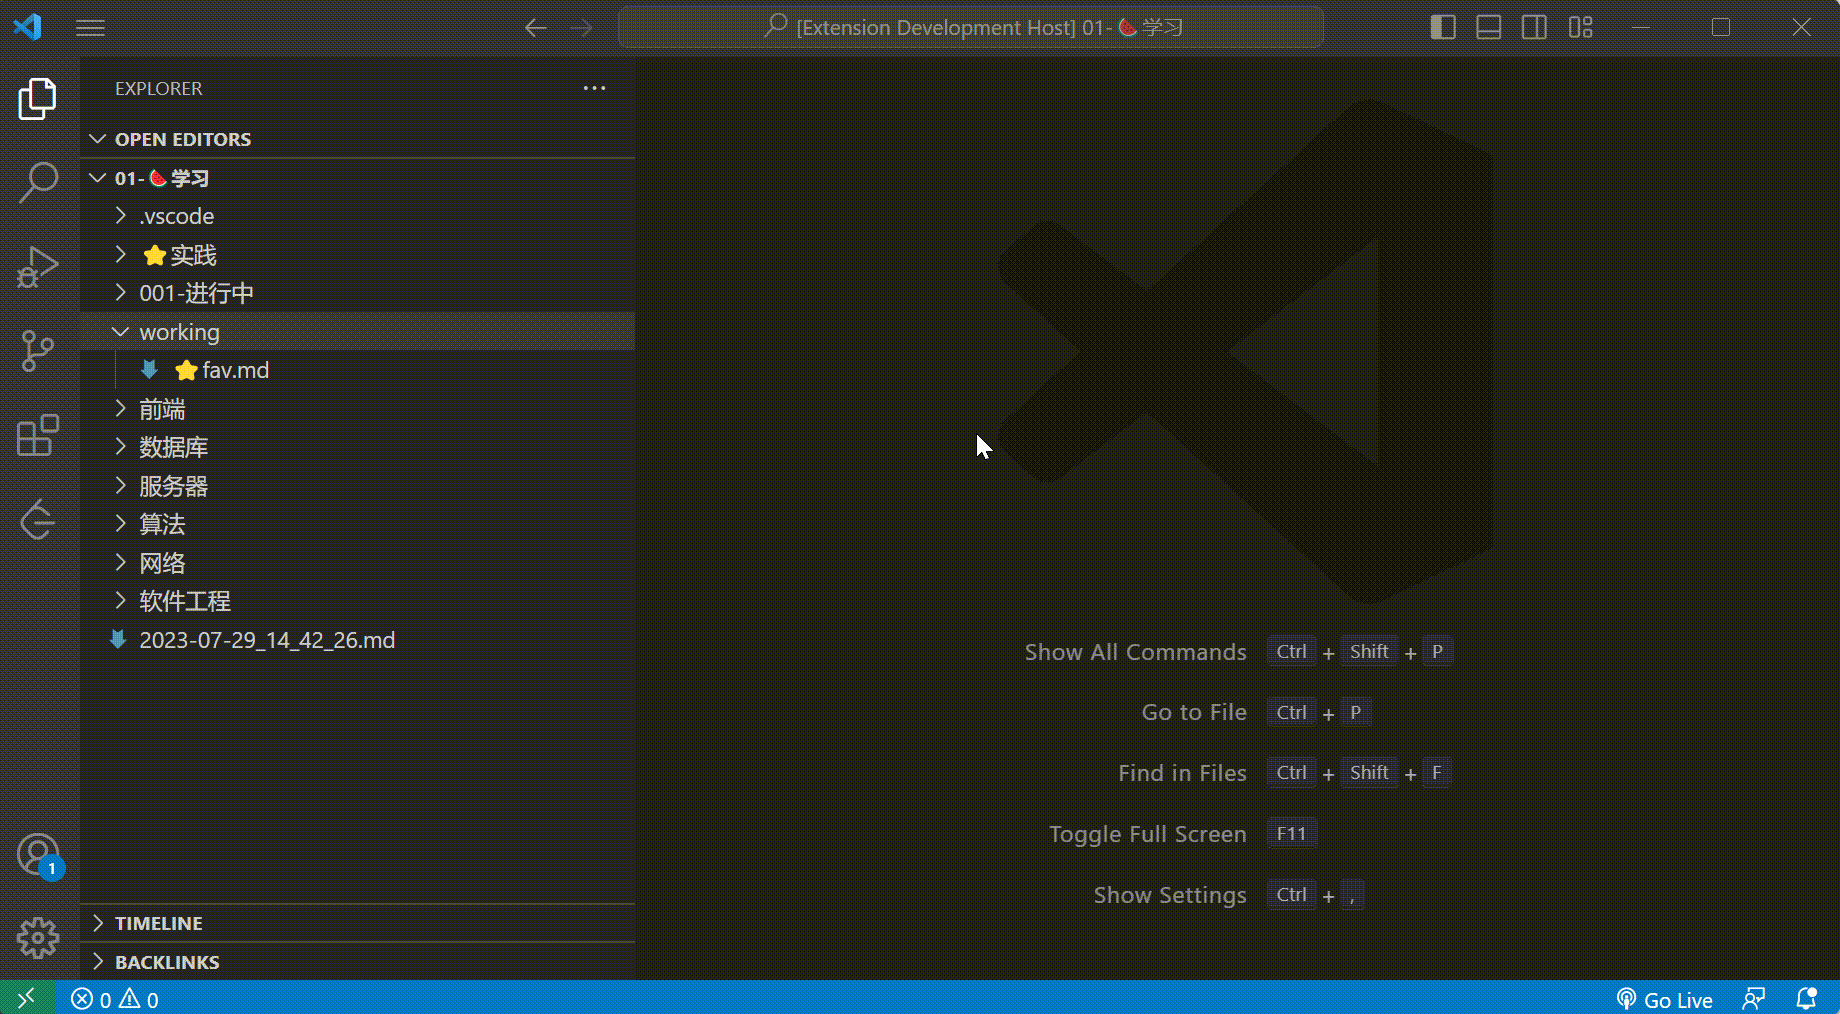 [Extension Development Host] 01-🍉学习
EXPLORER
OPEN EDITORS
01-🍉学习
.vscode
⭐实践
001-进行中
working
⭐fav.md
前端
数据库
服务器
算法
网络
软件工程
2023-07-29_14_42_26.md
Show All Commands Ctrl + Shift + P
Go to File Ctrl + P
Find in Files Ctrl + Shift + F
Toggle Full Screen F11
Show Settings Ctrl + ,
1
TIMELINE
BACKLINKS
0 0
Go Live